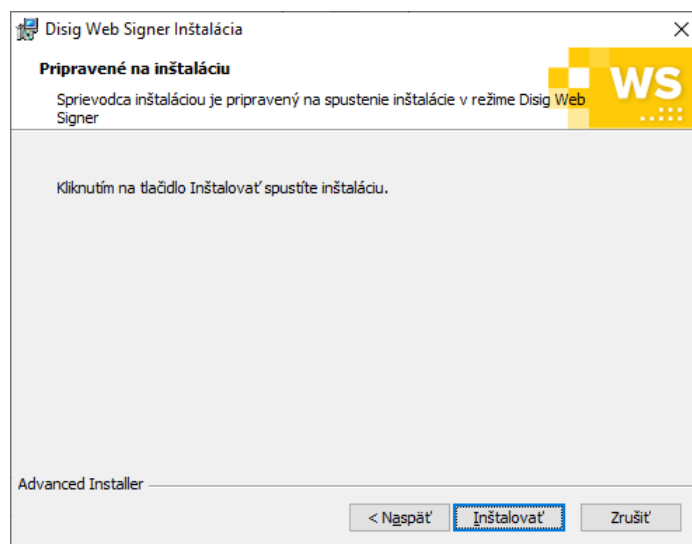 Disig Web Signer Inštalácia
Pripravené na inštaláciu
Sprievodca inštaláciou je pripravený na spustenie inštalácie v režime Disig Web
Signer
WS
Kliknutím na tlačidlo Inštalovať spustíte inštaláciu.
Advanced Installer
< Naspäť Inštalovať Zrušiť